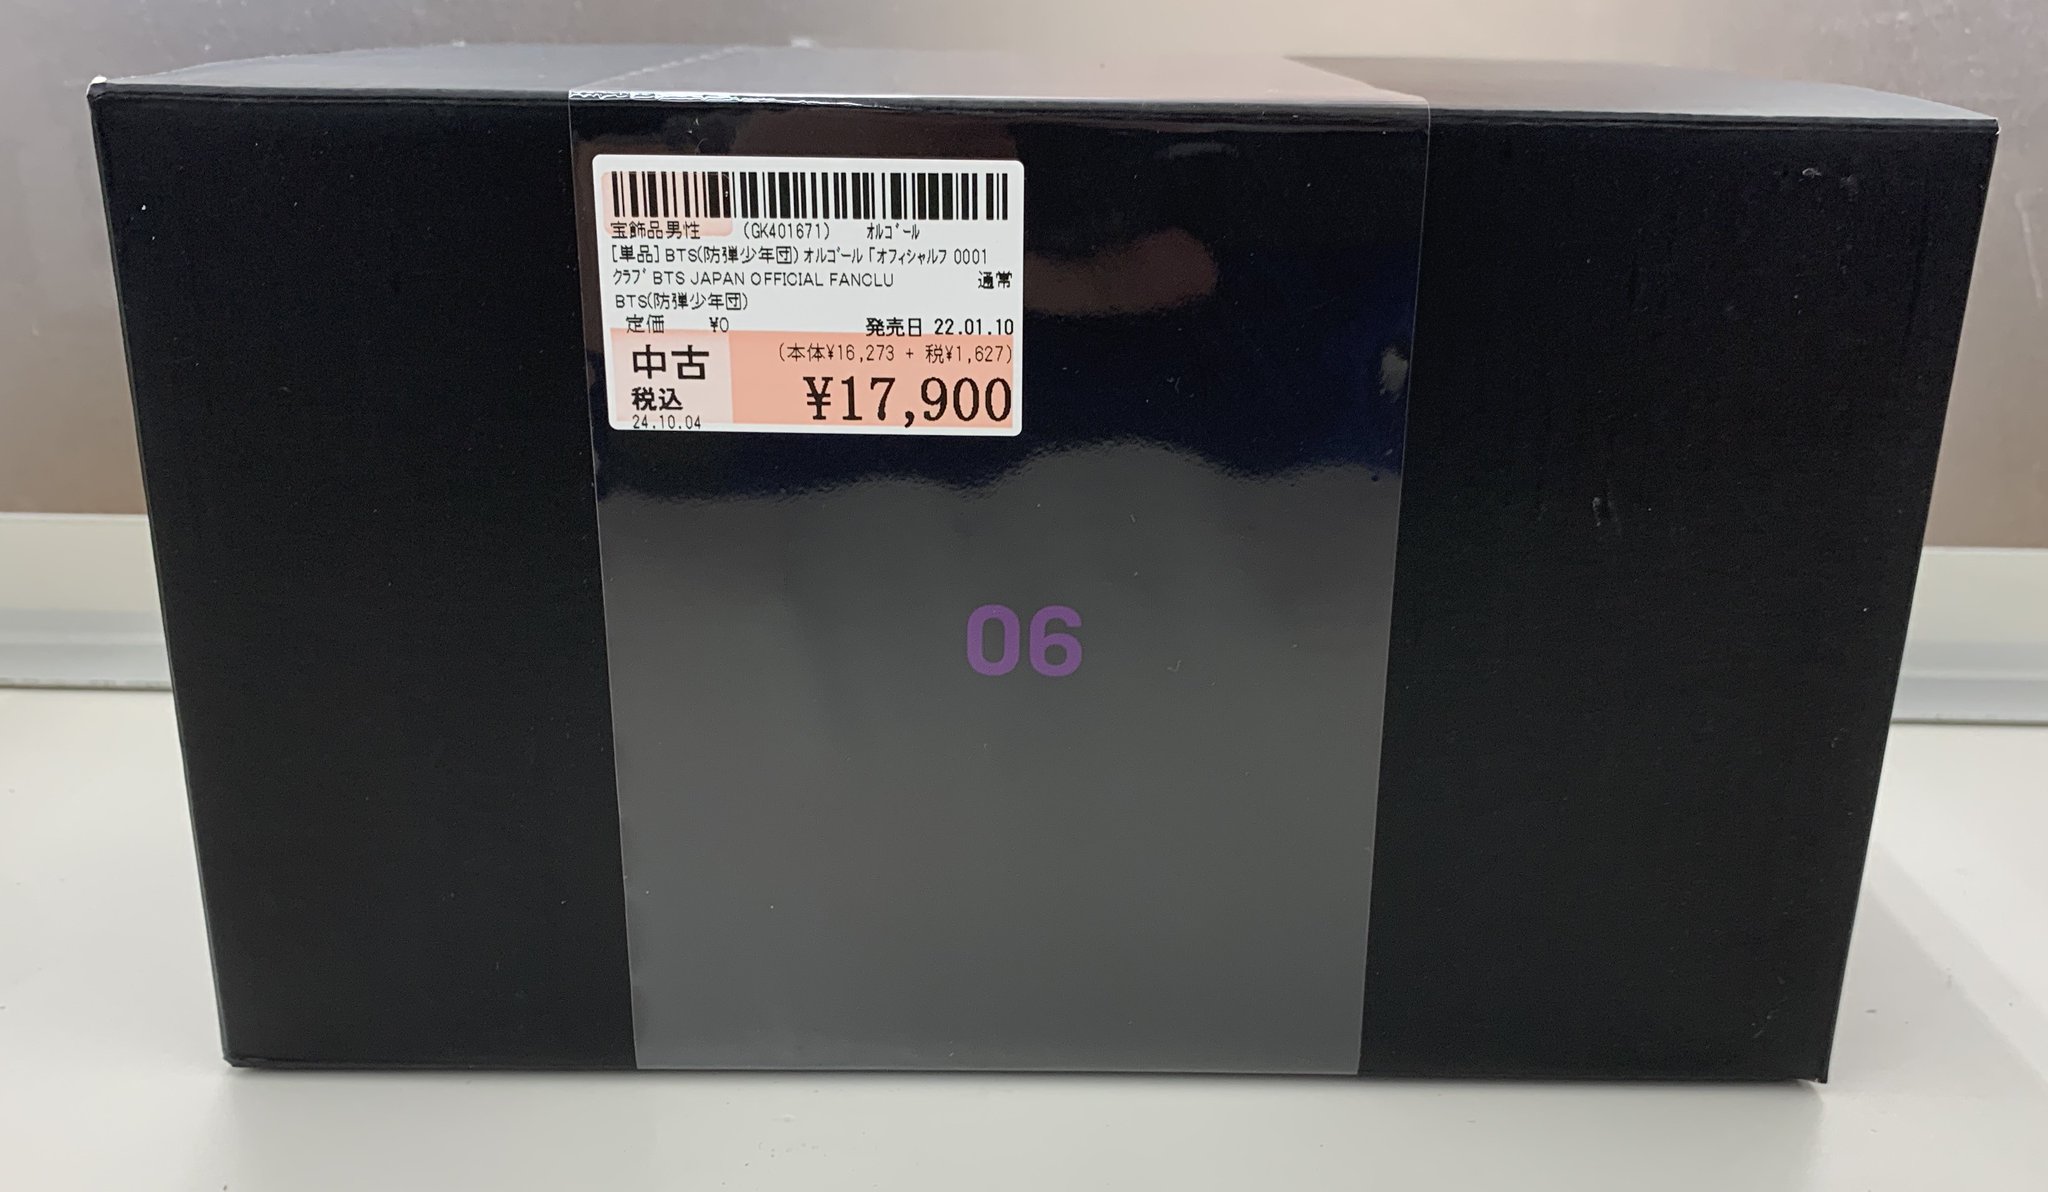 宝飾品男性 (GK401671) ｵﾙｺﾞｰﾙ
[単品] BTS(防弾少年団) ｵﾙｺﾞｰﾙ 「ｵﾌｨｼｬﾙﾌ 0001
ｸﾗﾌﾞ BTS JAPAN OFFICIAL FANCLU 通常
BTS(防弾少年団)
定価 ¥0 発売日 22.01.10
中古 (本体¥16,273 + 税¥1,627)
税込 ¥17,900
24.10.04
06